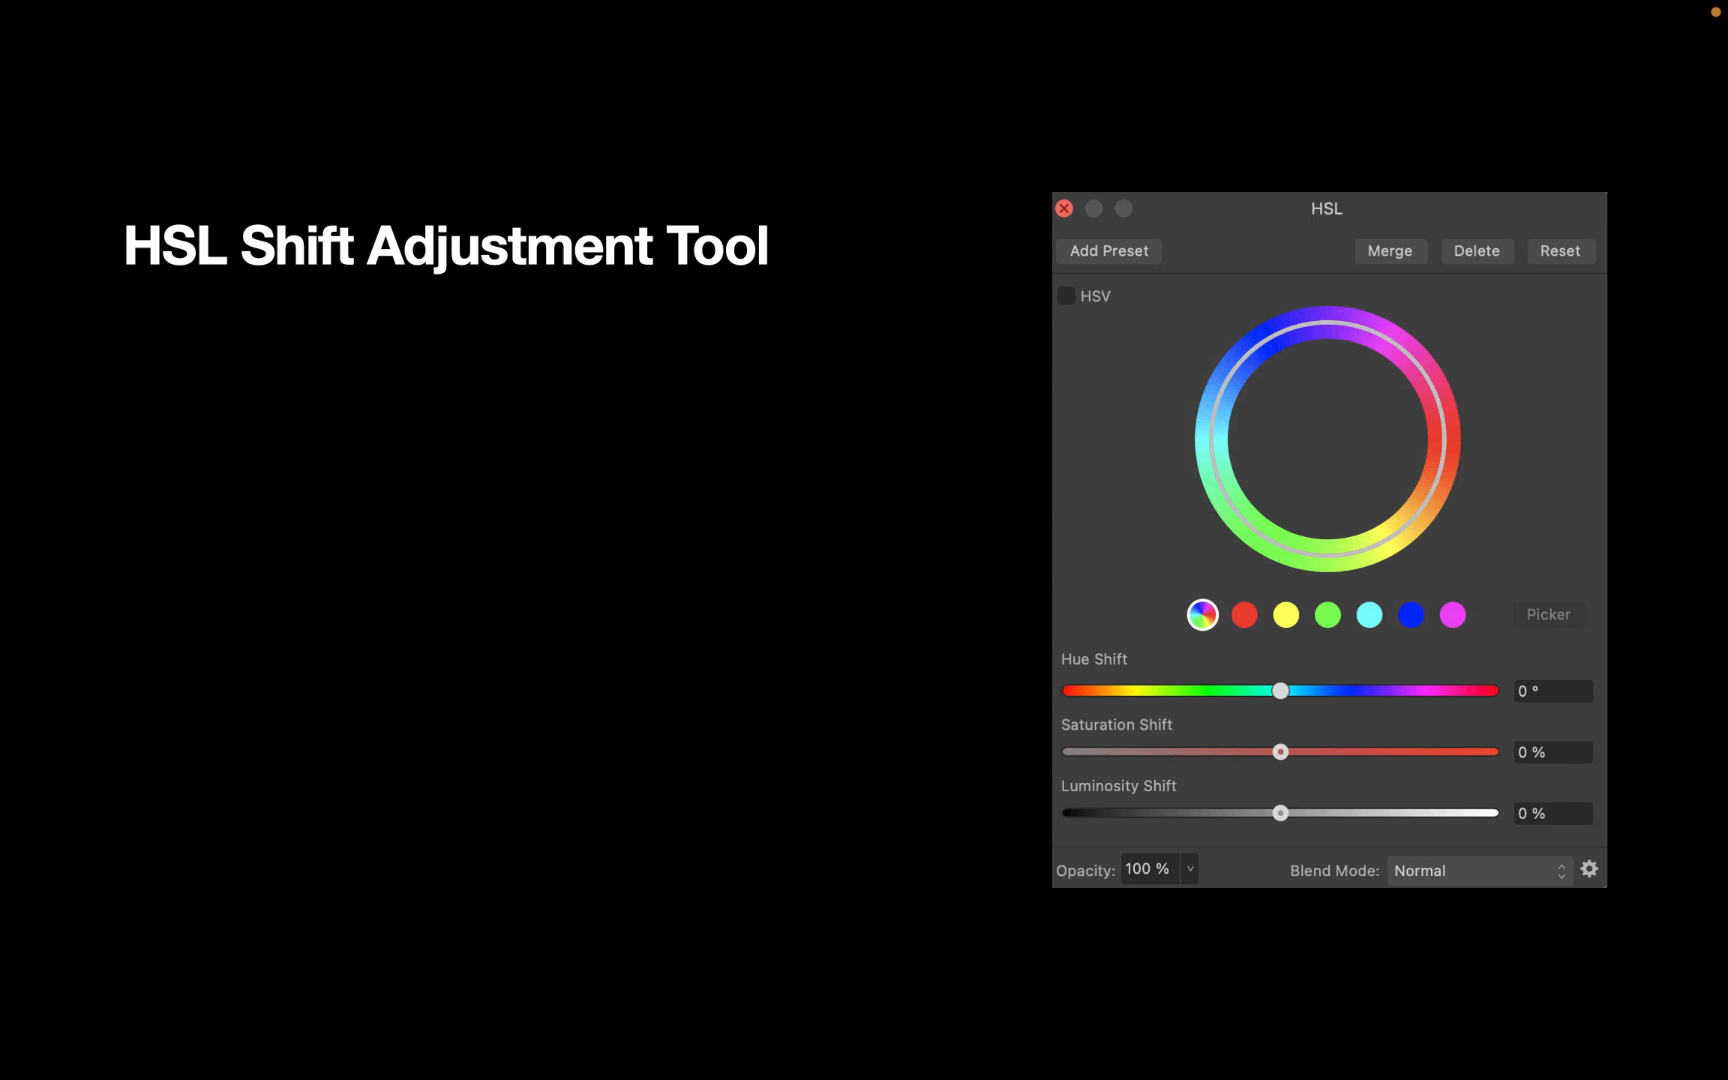 HSL Shift Adjustment Tool
HSL
Add Preset
Merge
Delete
Reset
HSV
Picker
Hue Shift
0 °
Saturation Shift
0 %
Luminosity Shift
0 %
Opacity: 100 %
Blend Mode: Normal